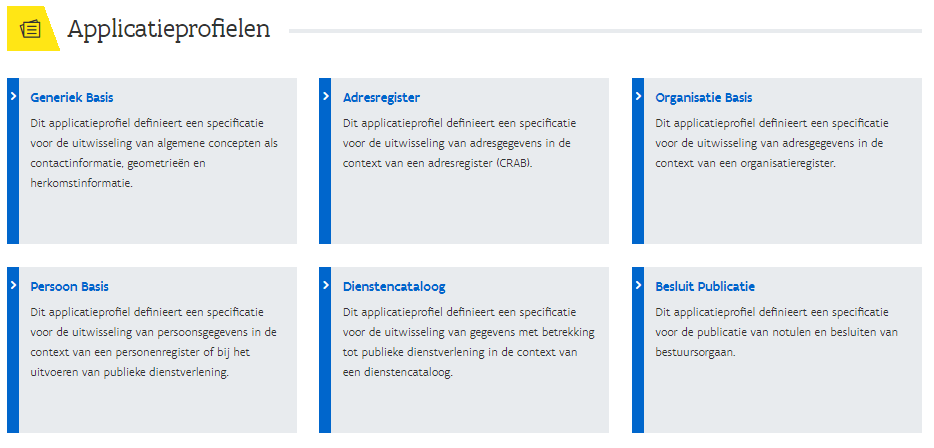 Applicatieprofielen
Generiek Basis
Dit applicatieprofiel definieert een specificatie
voor de uitwisseling van algemene concepten als
contactinformatie, geometrieën en
herkomstinformatie.
Adresregister
Dit applicatieprofiel definieert een specificatie
voor de uitwisseling van adresgegevens in de
context van een adresregister (CRAB).
Organisatie Basis
Dit applicatieprofiel definieert een specificatie
voor de uitwisseling van adresgegevens in de
context van een organisatieregister.
Persoon Basis
Dit applicatieprofiel definieert een specificatie
voor de uitwisseling van persoonsgegevens in de
context van een personenregister of bij het
uitvoeren van publieke dienstverlening.
Dienstencataloog
Dit applicatieprofiel definieert een specificatie
voor de uitwisseling van gegevens met betrekking
tot publieke dienstverlening in de context van
een dienstencataloog.
Besluit Publicatie
Dit applicatieprofiel definieert een specificatie
voor de publicatie van notulen en besluiten van
bestuursorgaan.